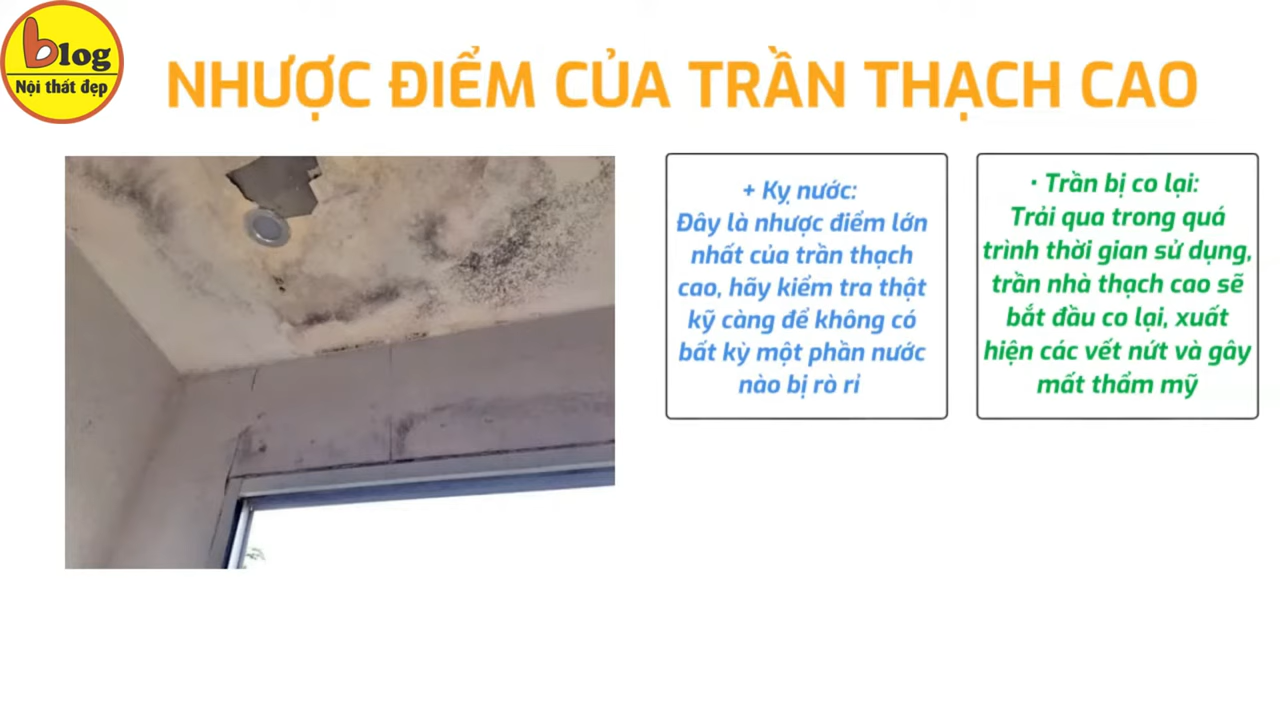 blog
Nội thất đẹp
NHƯỢC ĐIỂM CỦA TRẦN THẠCH CAO
+ Kỵ nước:
Đây là nhược điểm lớn
nhất của trần thạch
cao, hãy kiểm tra thật
kỹ càng để không có
bất kỳ một phần nước
nào bị rò rỉ
• Trần bị co lại:
Trải qua trong quá
trình thời gian sử dụng,
trần nhà thạch cao sẽ
bắt đầu co lại, xuất
hiện các vết nứt và gây
mất thẩm mỹ